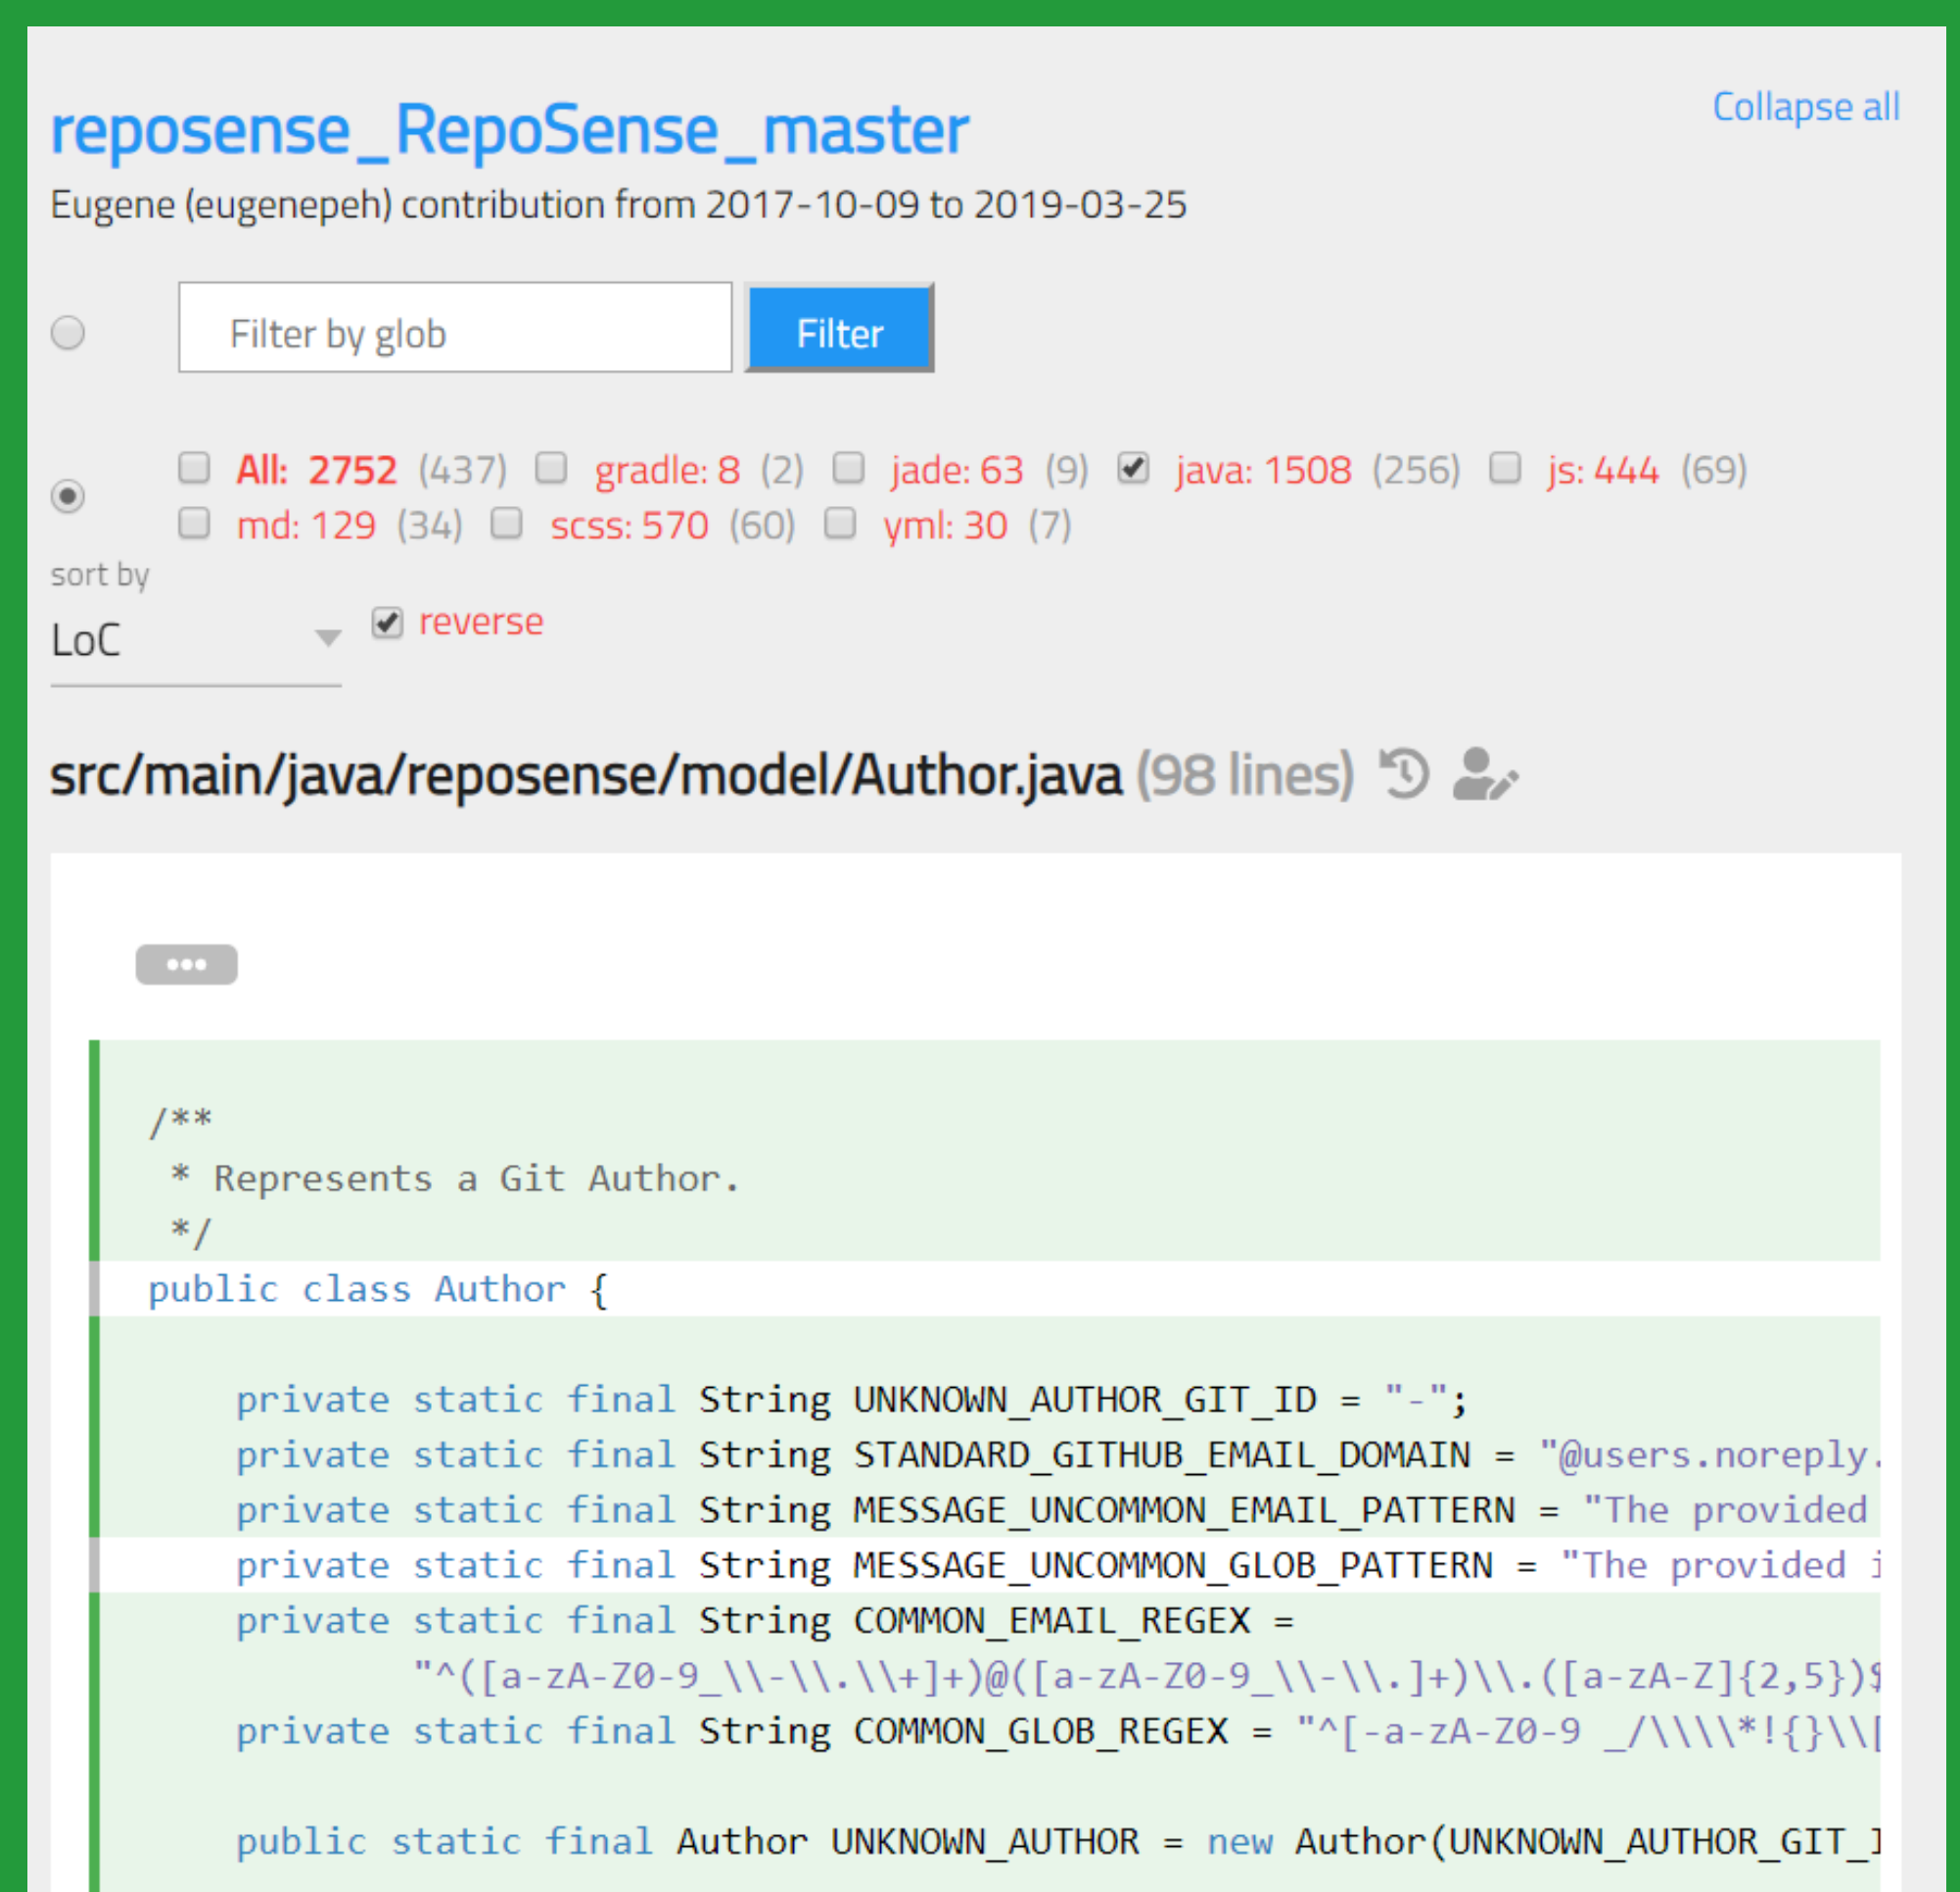 reposense_RepoSense_master
Collapse all
Eugene (eugenepeh) contribution from 2017-10-09 to 2019-03-25
Filter by glob
Filter
All: 2752 (437) gradle: 8 (2) jade: 63 (9) java: 1508 (256) js: 444 (69)
md: 129 (34) scss: 570 (60) yml: 30 (7)
sort by
LoC
reverse
src/main/java/reposense/model/Author.java (98 lines)
/**
 * Represents a Git Author.
 */
public class Author {
    private static final String UNKNOWN_AUTHOR_GIT_ID = "-";
    private static final String STANDARD_GITHUB_EMAIL_DOMAIN = "@users.noreply.
    private static final String MESSAGE_UNCOMMON_EMAIL_PATTERN = "The provided
    private static final String MESSAGE_UNCOMMON_GLOB_PATTERN = "The provided i
    private static final String COMMON_EMAIL_REGEX =
            "^([a-zA-Z0-9_\\-\\.\\+]+)@([a-zA-Z0-9_\\-\\.]+)\\.([a-zA-Z]{2,5})$
    private static final String COMMON_GLOB_REGEX = "^[-a-zA-Z0-9 _/\\\\*!{}\\[
    public static final Author UNKNOWN_AUTHOR = new Author(UNKNOWN_AUTHOR_GIT_I